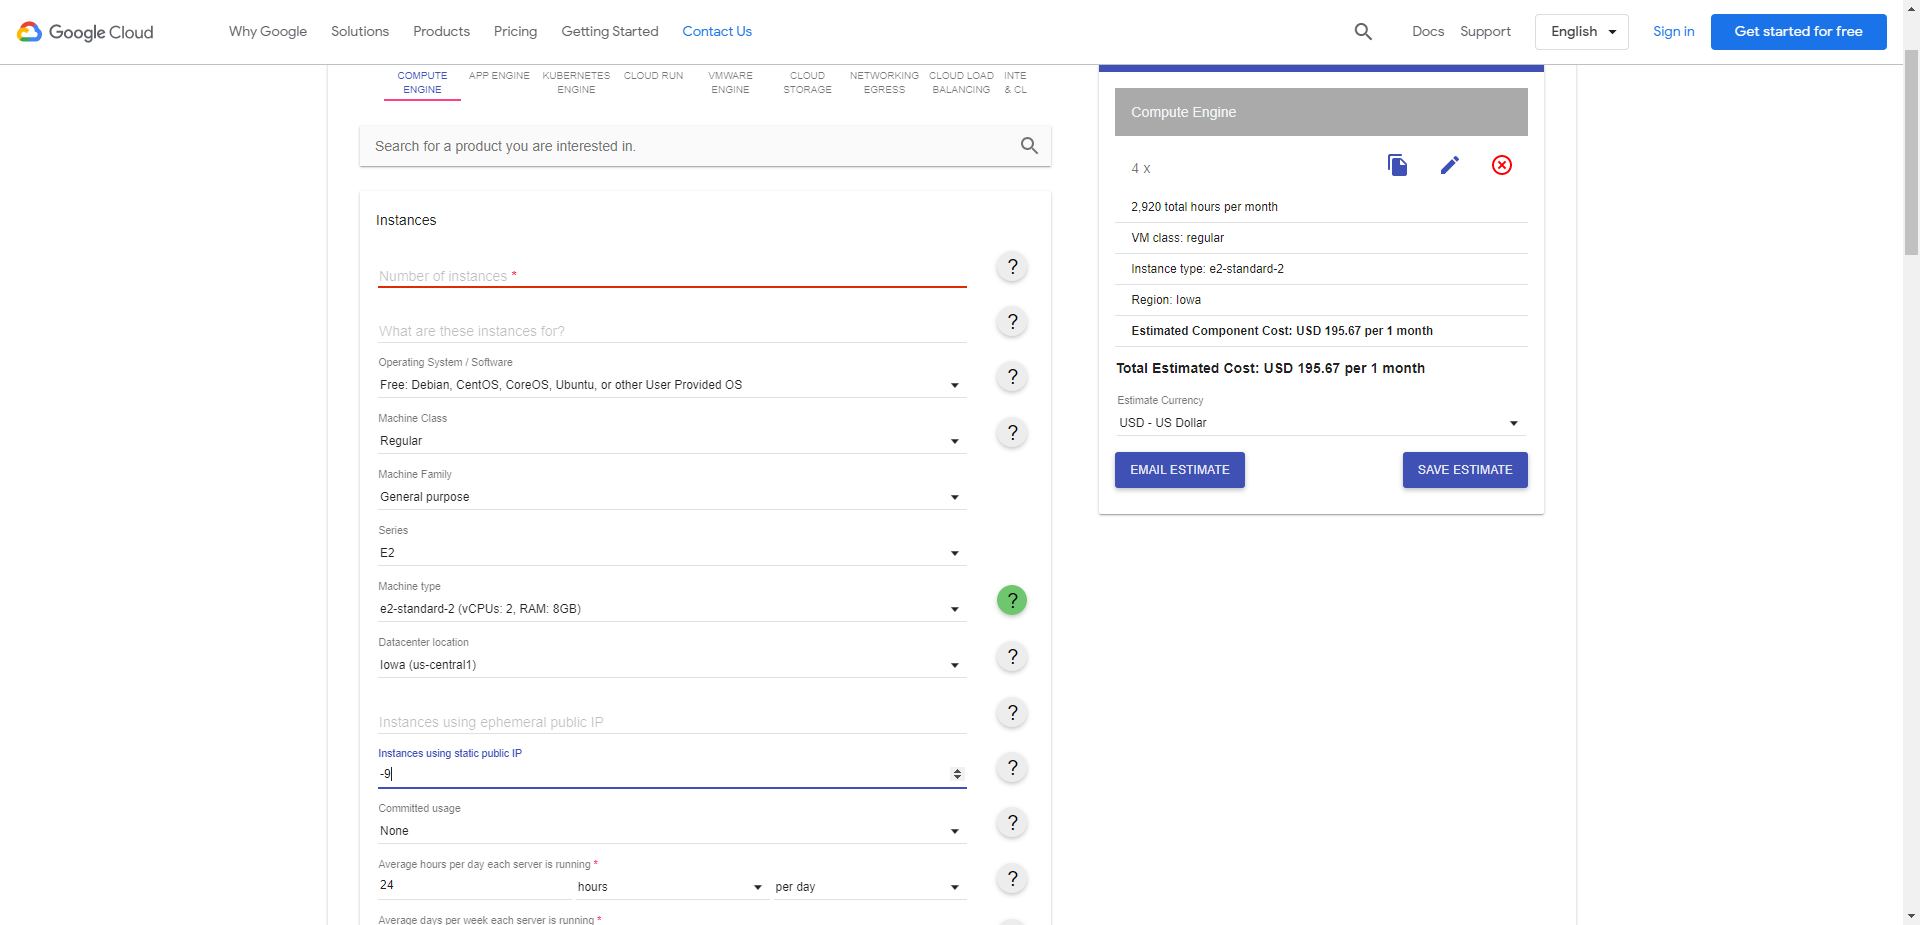 Google Cloud
Why Google Solutions Products Pricing Getting Started Contact Us Docs Support English Sign in Get started for free
COMPUTE ENGINE
APP ENGINE
KUBERNETES ENGINE
CLOUD RUN
VMWARE ENGINE
CLOUD STORAGE
NETWORKING EGRESS
CLOUD LOAD BALANCING
INTE & CL
Search for a product you are interested in.
Instances
Number of instances *
?
What are these instances for?
?
Operating System / Software
Free: Debian, CentOS, CoreOS, Ubuntu, or other User Provided OS
?
Machine Class
Regular
?
Machine Family
General purpose
Series
E2
Machine type
e2-standard-2 (vCPUs: 2, RAM: 8GB)
?
Datacenter location
Iowa (us-central1)
?
Instances using ephemeral public IP
?
Instances using static public IP
-9
?
Committed usage
None
?
Average hours per day each server is running *
24 hours per day
?
Average days per week each server is running *
Compute Engine
4 x
2,920 total hours per month
VM class: regular
Instance type: e2-standard-2
Region: Iowa
Estimated Component Cost: USD 195.67 per 1 month
Total Estimated Cost: USD 195.67 per 1 month
Estimate Currency
USD - US Dollar
EMAIL ESTIMATE SAVE ESTIMATE